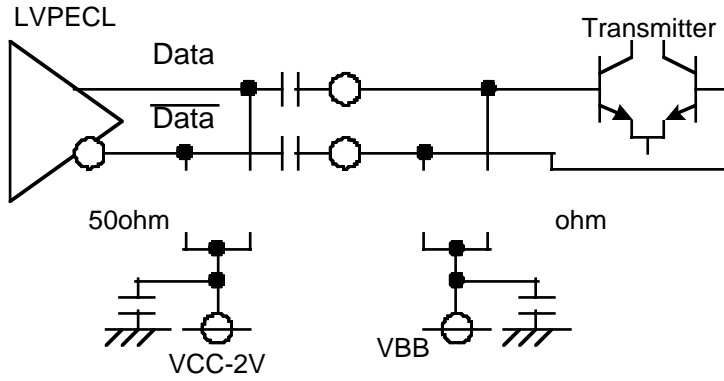 LVPECL
Transmitter
Data
Data
50ohm
ohm
VCC-2V
VBB